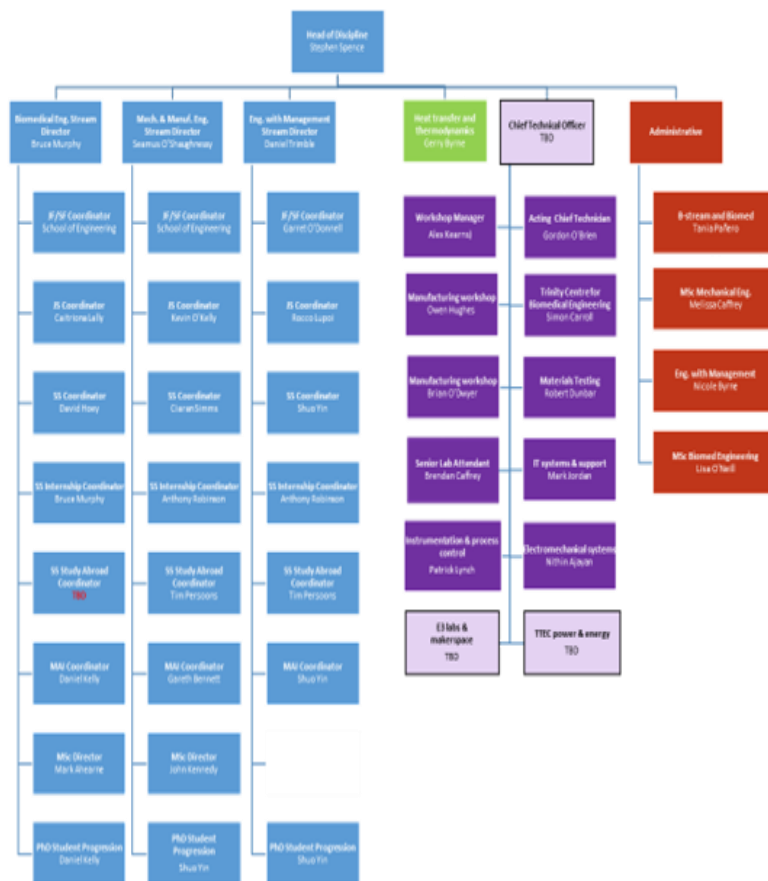 Head of Discipline
Stephen Spence
Biomedical Eng. Stream
Director
Bruce Murphy
Mech. & Manuf. Eng.
Stream Director
Seamus O'Shaughnessy
Eng. with Management
Stream Director
Daniel Trimble
Heat transfer and
thermodynamics
Gerry Byrne
Chief Technical Officer
TBD
Administrative
JF/SF Coordinator
School of Engineering
JF/SF Coordinator
School of Engineering
JF/SF Coordinator
Garret O'Donnell
Workshop Manager
Alex Kearns)
Acting Chief Technician
Gordon O'Brien
B-stream and Biomed
Tania Pañero
JS Coordinator
Caitriona Lally
JS Coordinator
Kevin O'Kelly
JS Coordinator
Rocco Lupoi
Manufacturing workshop
Owen Hughes
Trinity Centre for
Biomedical Engineering
Simon Carroll
MSc Mechanical Eng.
Melissa Caffrey
SS Coordinator
David Hoey
SS Coordinator
Ciaran Simms
SS Coordinator
Shuo Yin
Manufacturing workshop
Brian O'Dwyer
Materials Testing
Robert Dunbar
Eng. with Management
Nicole Byrne
SS Internship Coordinator
Bruce Murphy
SS Internship Coordinator
Anthony Robinson
SS Internship Coordinator
Anthony Robinson
Senior Lab Attendant
Brendan Caffrey
IT systems & support
Mark Jordan
MSc Biomed Engineering
Lisa O'Neill
SS Study Abroad
Coordinator
TBD
SS Study Abroad
Coordinator
Tim Persoons
SS Study Abroad
Coordinator
Tim Persoons
Instrumentation & process
control
Patrick Lynch
Electromechanical systems
Nithin Ajayan
MAI Coordinator
Daniel Kelly
MAI Coordinator
Gareth Bennett
MAI Coordinator
Shuo Yin
E3 labs &
makerspace
TBD
TTEC power & energy
TBD
MSc Director
Mark Ahearne
MSc Director
John Kennedy
PhD Student Progression
Daniel Kelly
PhD Student
Progression
Shuo Yin
PhD Student Progression
Shuo Yin